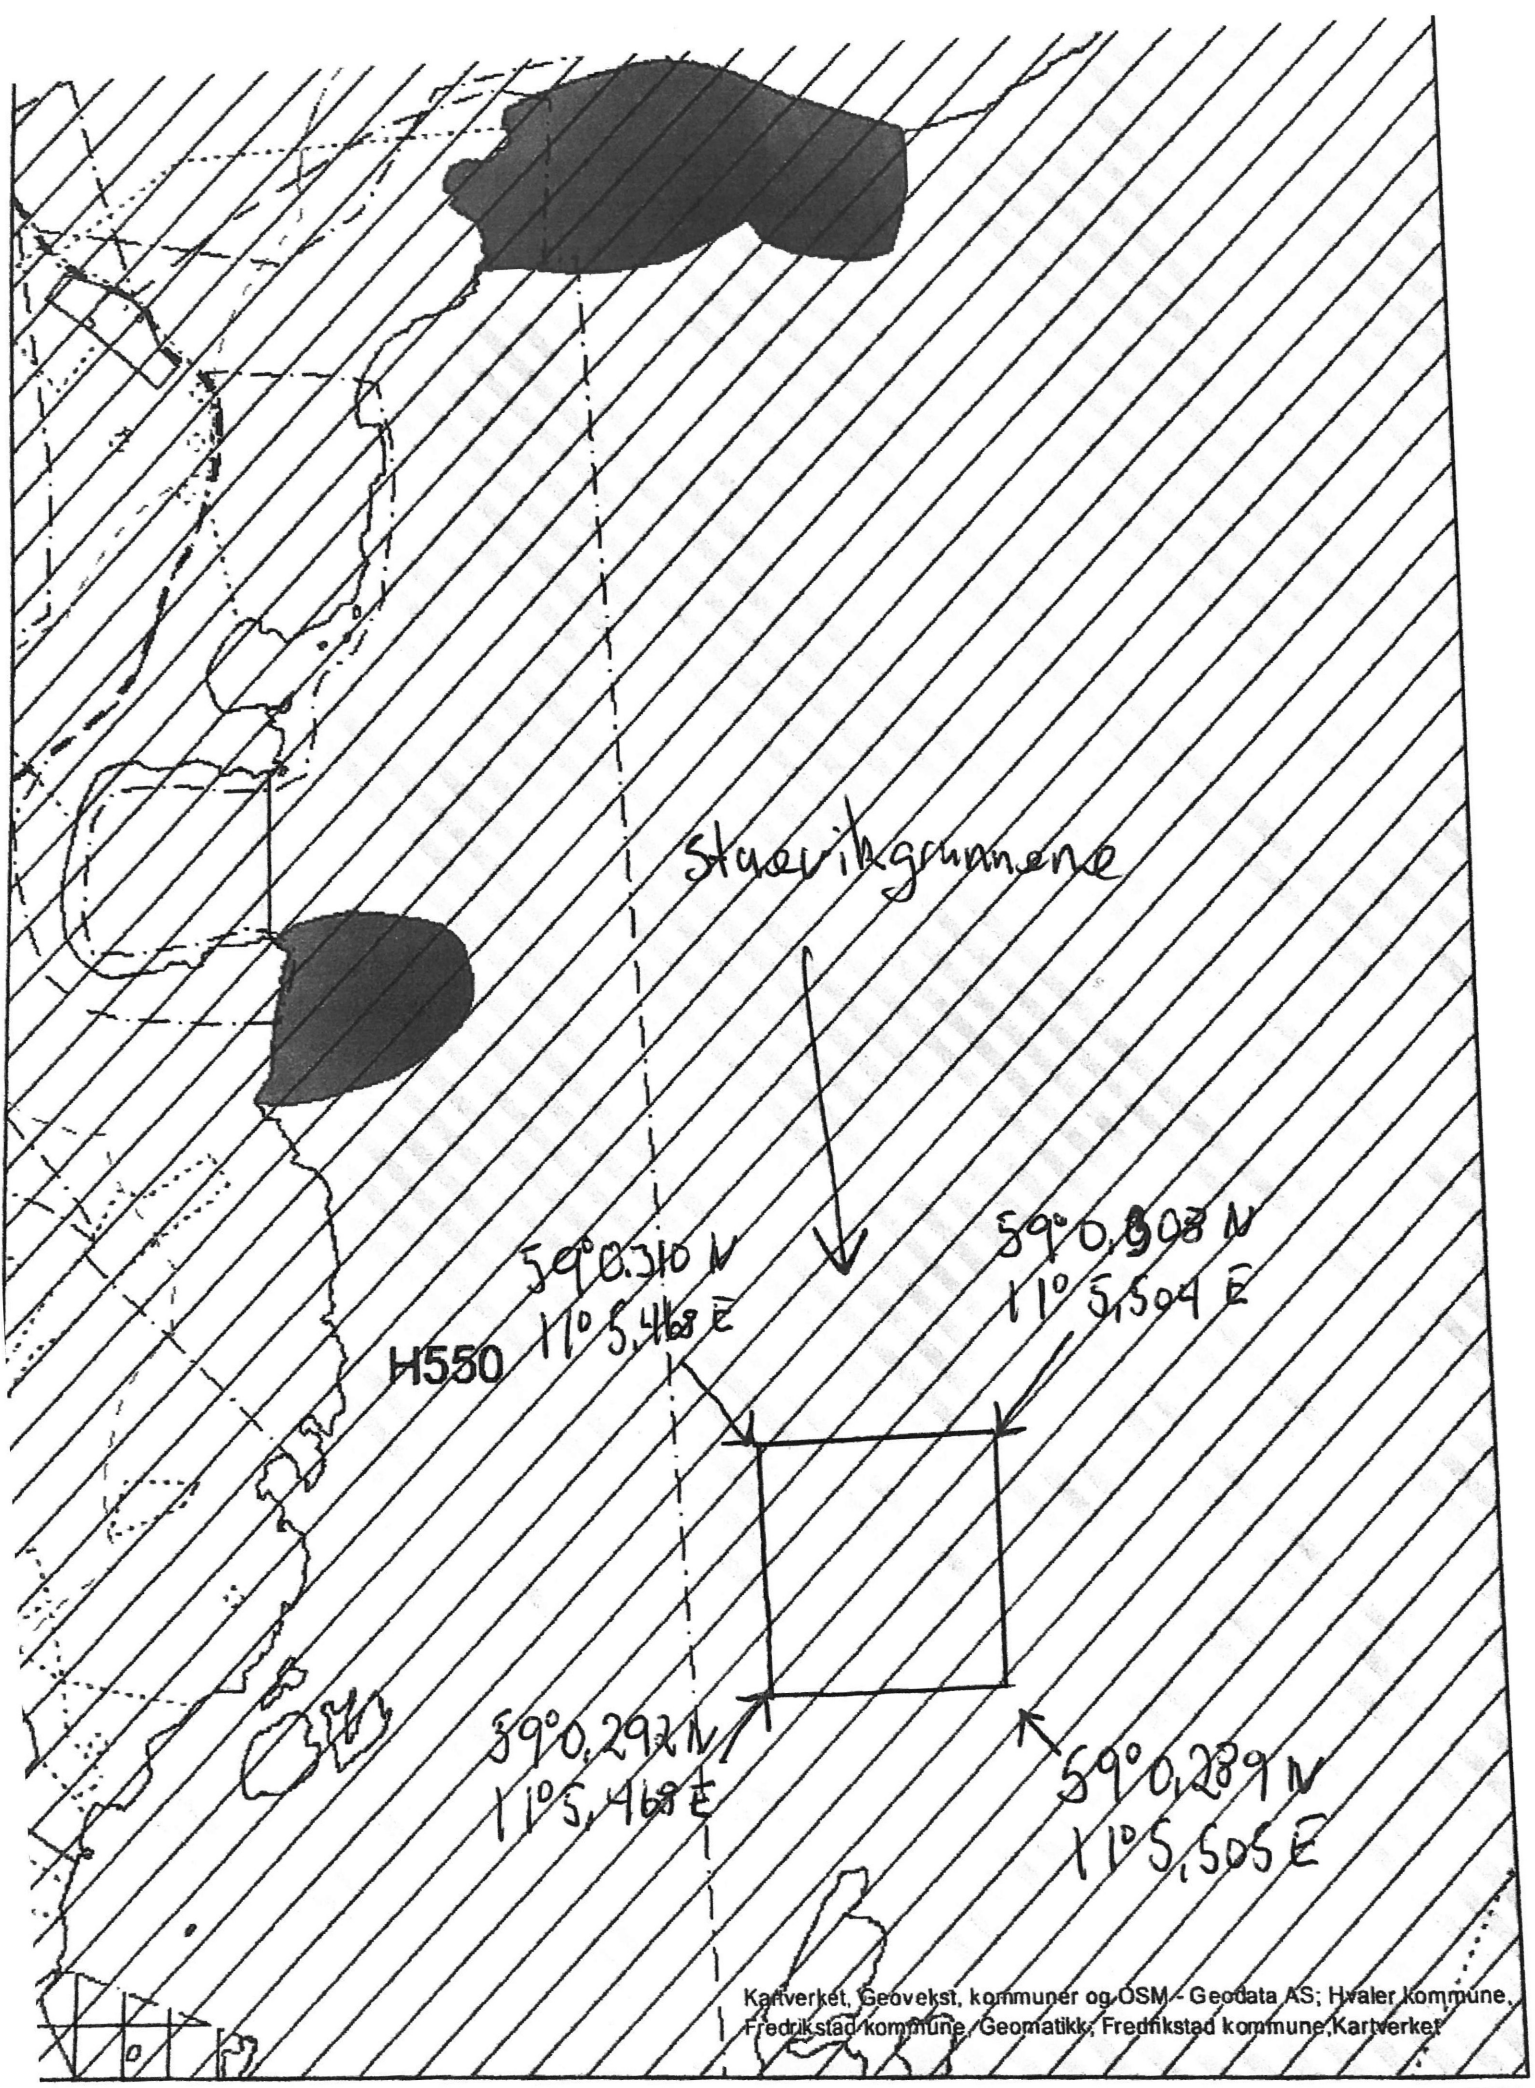 59° 0.310 N
11° 5,468 E
59° 0,308 N
11° 5,504 E
H550
59° 0,292 N
11° 5,468 E
59° 0,289 N
11° 5,505 E
Kartverket, Geovekst, kommuner og OSM - Geodata AS; Hvaler kommune,
Fredrikstad kommune, Geomatikk; Fredrikstad kommune,Kartverket